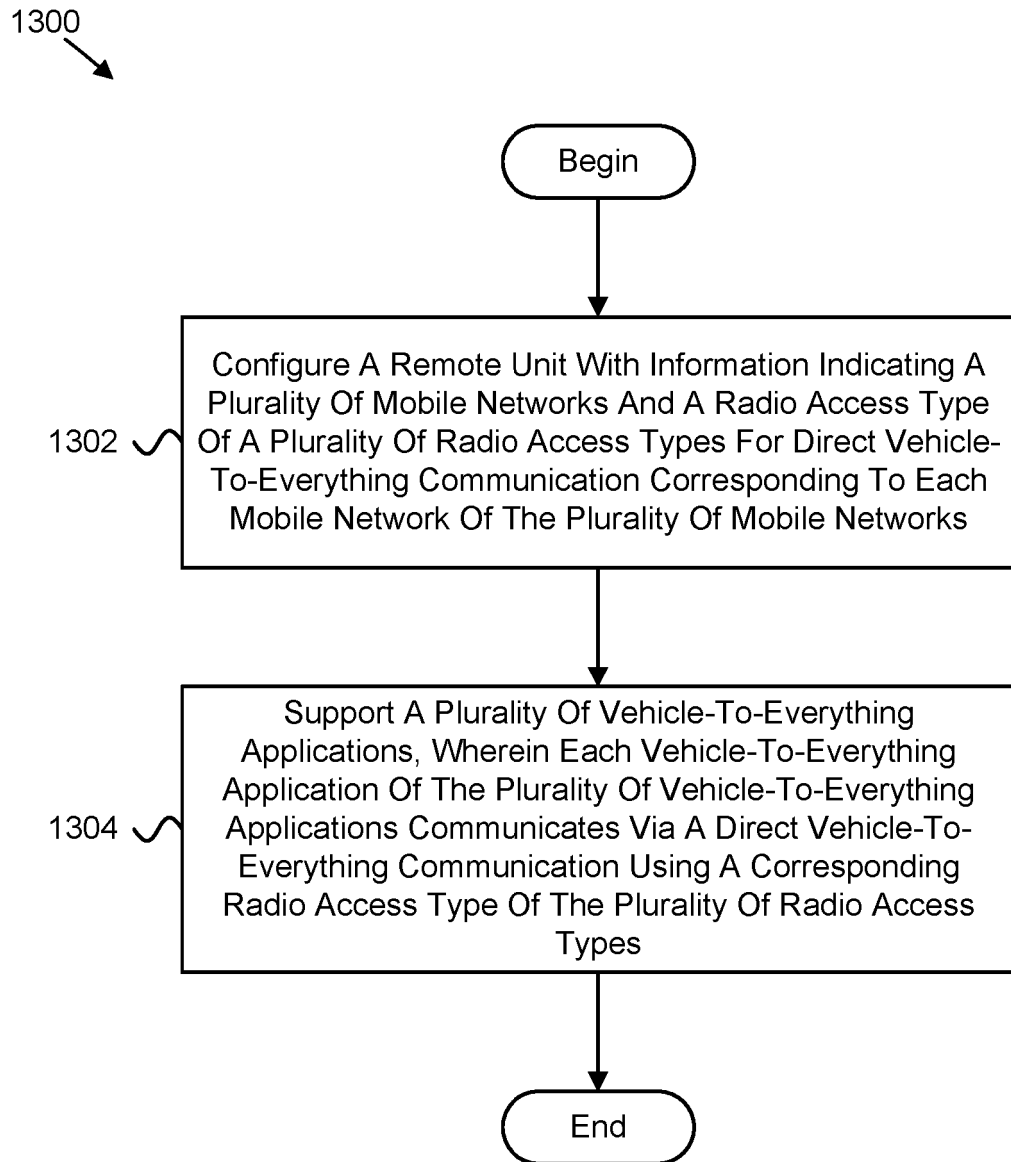 1300
Begin
Configure A Remote Unit With Information Indicating A
Plurality Of Mobile Networks And A Radio Access Type
Of A Plurality Of Radio Access Types For Direct Vehicle-
To-Everything Communication Corresponding To Each
Mobile Network Of The Plurality Of Mobile Networks
1302
Support A Plurality Of Vehicle-To-Everything
Applications, Wherein Each Vehicle-To-Everything
Application Of The Plurality Of Vehicle-To-Everything
Applications Communicates Via A Direct Vehicle-To-
Everything Communication Using A Corresponding
Radio Access Type Of The Plurality Of Radio Access
Types
1304
End